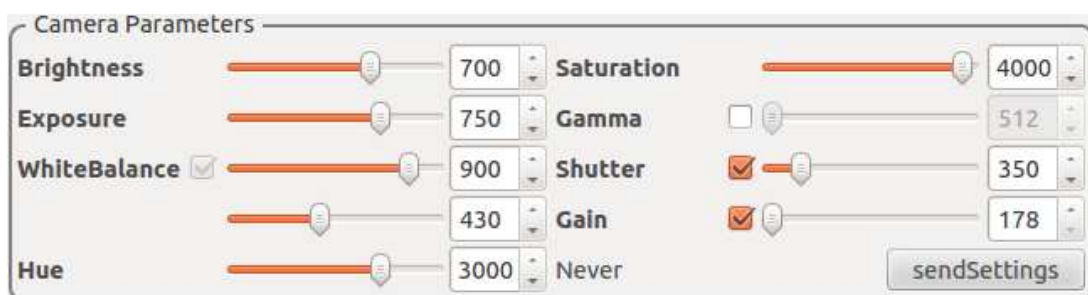 Camera Parameters
Brightness 700 Saturation 4000
Exposure 750 Gamma 512
WhiteBalance 900 Shutter 350
430 Gain 178
Hue 3000 Never sendSettings